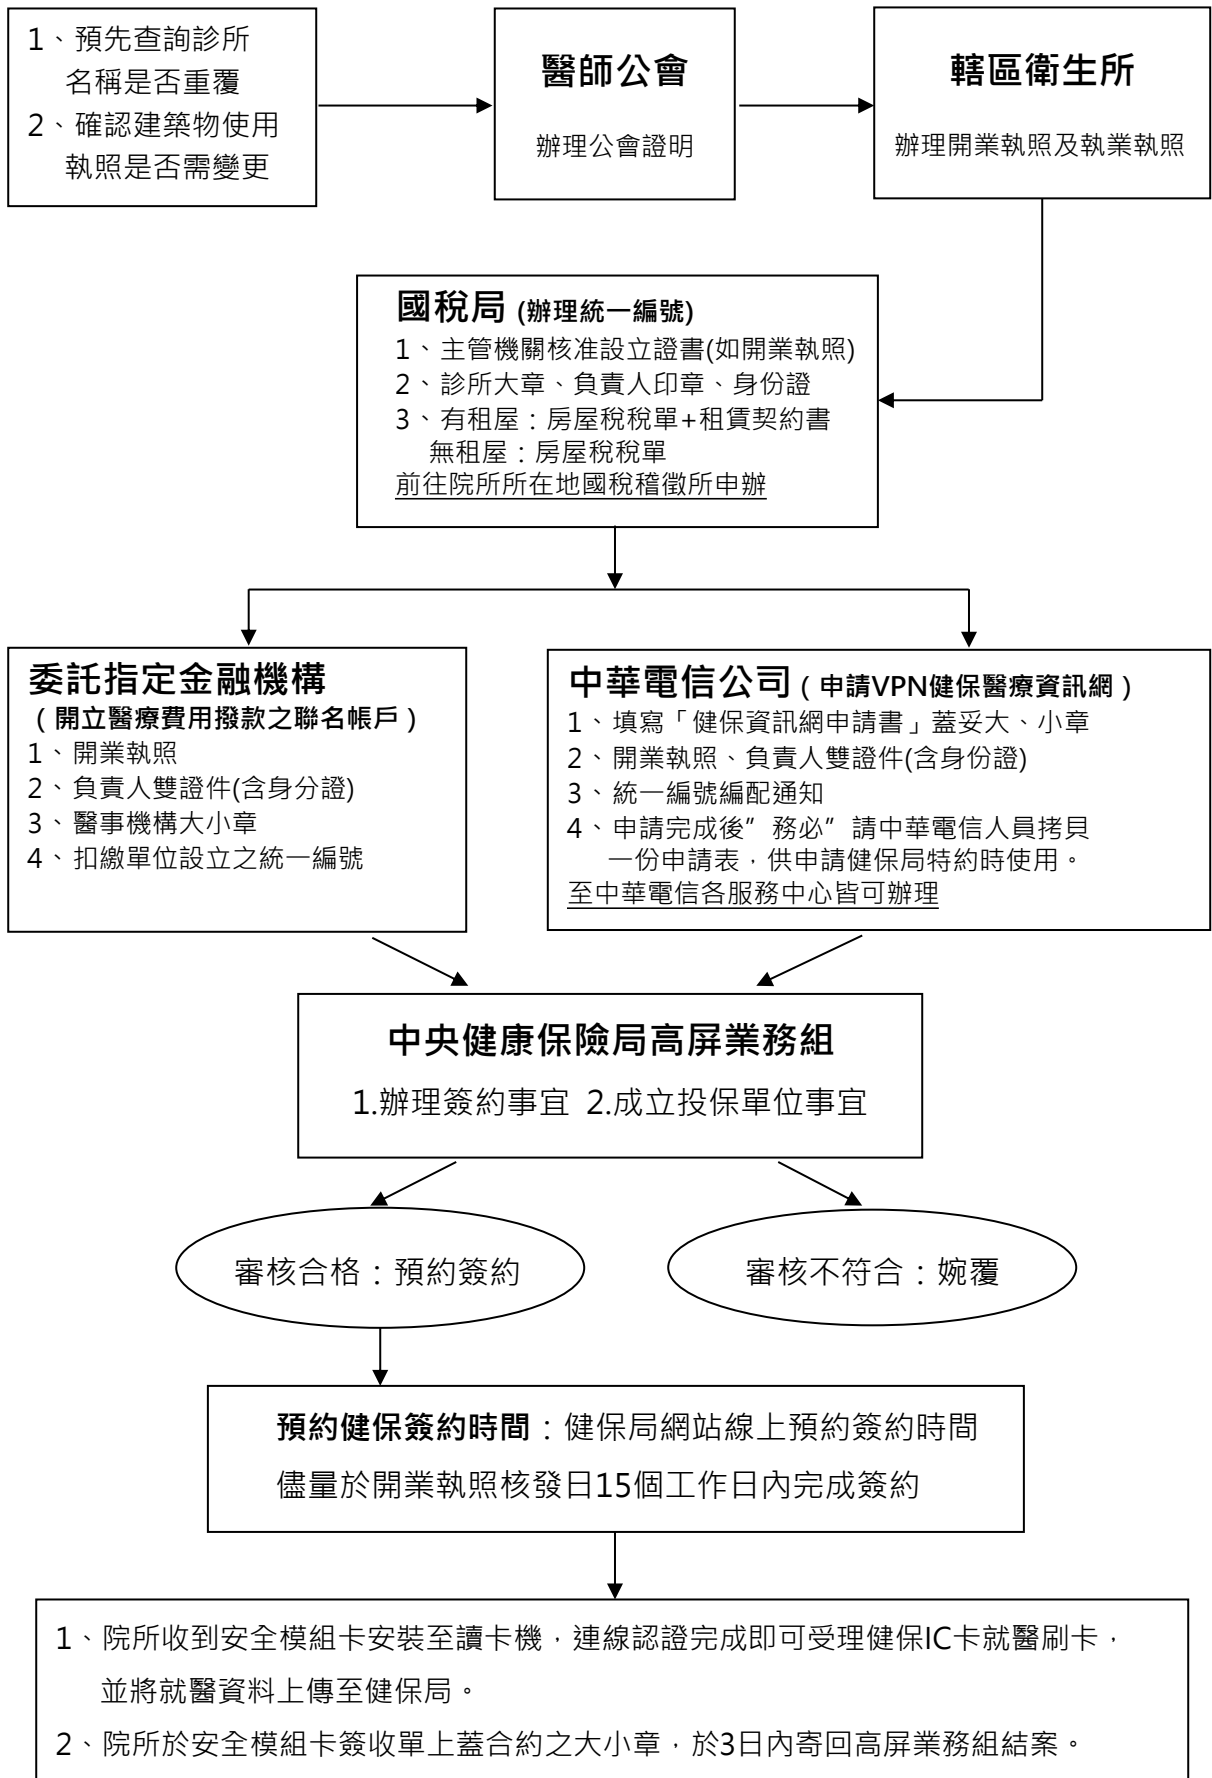 1、預先查詢診所
名稱是否重覆
2、確認建築物使用
執照是否需變更
醫師公會
辦理公會證明
轄區衛生所
辦理開業執照及執業執照
國稅局 (辦理統一編號)
1、主管機關核准設立證書(如開業執照)
2、診所大章、負責人印章、身份證
3、有租屋：房屋稅稅單+租賃契約書
無租屋：房屋稅稅單
前往院所所在地國稅稽徵所申辦
委託指定金融機構
（開立醫療費用撥款之聯名帳戶）
1、開業執照
2、負責人雙證件(含身分證)
3、醫事機構大小章
4、扣繳單位設立之統一編號
中華電信公司（申請VPN健保醫療資訊網）
1、填寫「健保資訊網申請書」蓋妥大、小章
2、開業執照、負責人雙證件(含身份證)
3、統一編號編配通知
4、申請完成後”務必”請中華電信人員拷貝
一份申請表，供申請健保局特約時使用。
至中華電信各服務中心皆可辦理
中央健康保險局高屏業務組
1.辦理簽約事宜 2.成立投保單位事宜
審核合格：預約簽約
審核不符合：婉覆
預約健保簽約時間：健保局網站線上預約簽約時間
儘量於開業執照核發日15個工作日內完成簽約
1、院所收到安全模組卡安裝至讀卡機，連線認證完成即可受理健保IC卡就醫刷卡，
並將就醫資料上傳至健保局。
2、院所於安全模組卡簽收單上蓋合約之大小章，於3日內寄回高屏業務組結案。